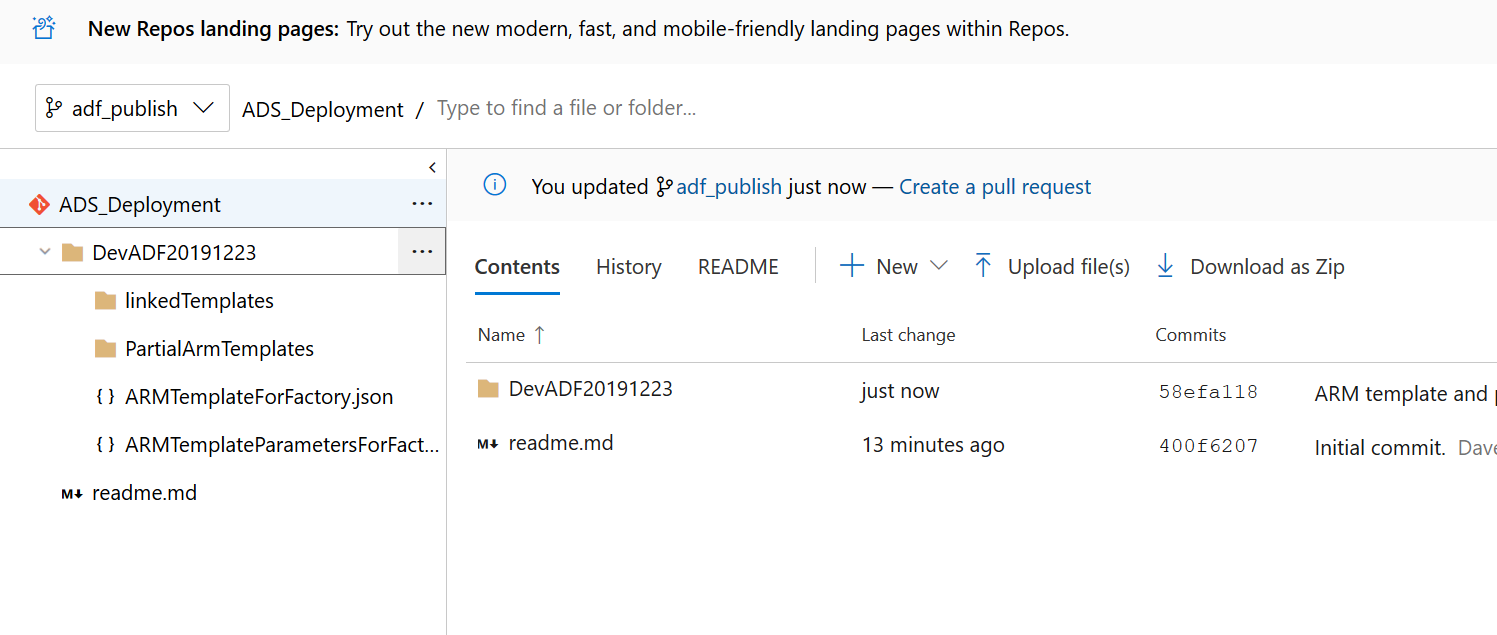 New Repos landing pages: Try out the new modern, fast, and mobile-friendly landing pages within Repos.
adf_publish ADS_Deployment / Type to find a file or folder...
ADS_Deployment ...
DevADF20191223 ...
linkedTemplates
PartialArmTemplates
{ } ARMTemplateForFactory.json
{ } ARMTemplateParametersForFact...
M readme.md
You updated adf_publish just now — Create a pull request
Contents History README New Upload file(s) Download as Zip
Name Last change Commits
DevADF20191223 just now 58efa118 ARM template and
M readme.md 13 minutes ago 400f6207 Initial commit. Dave